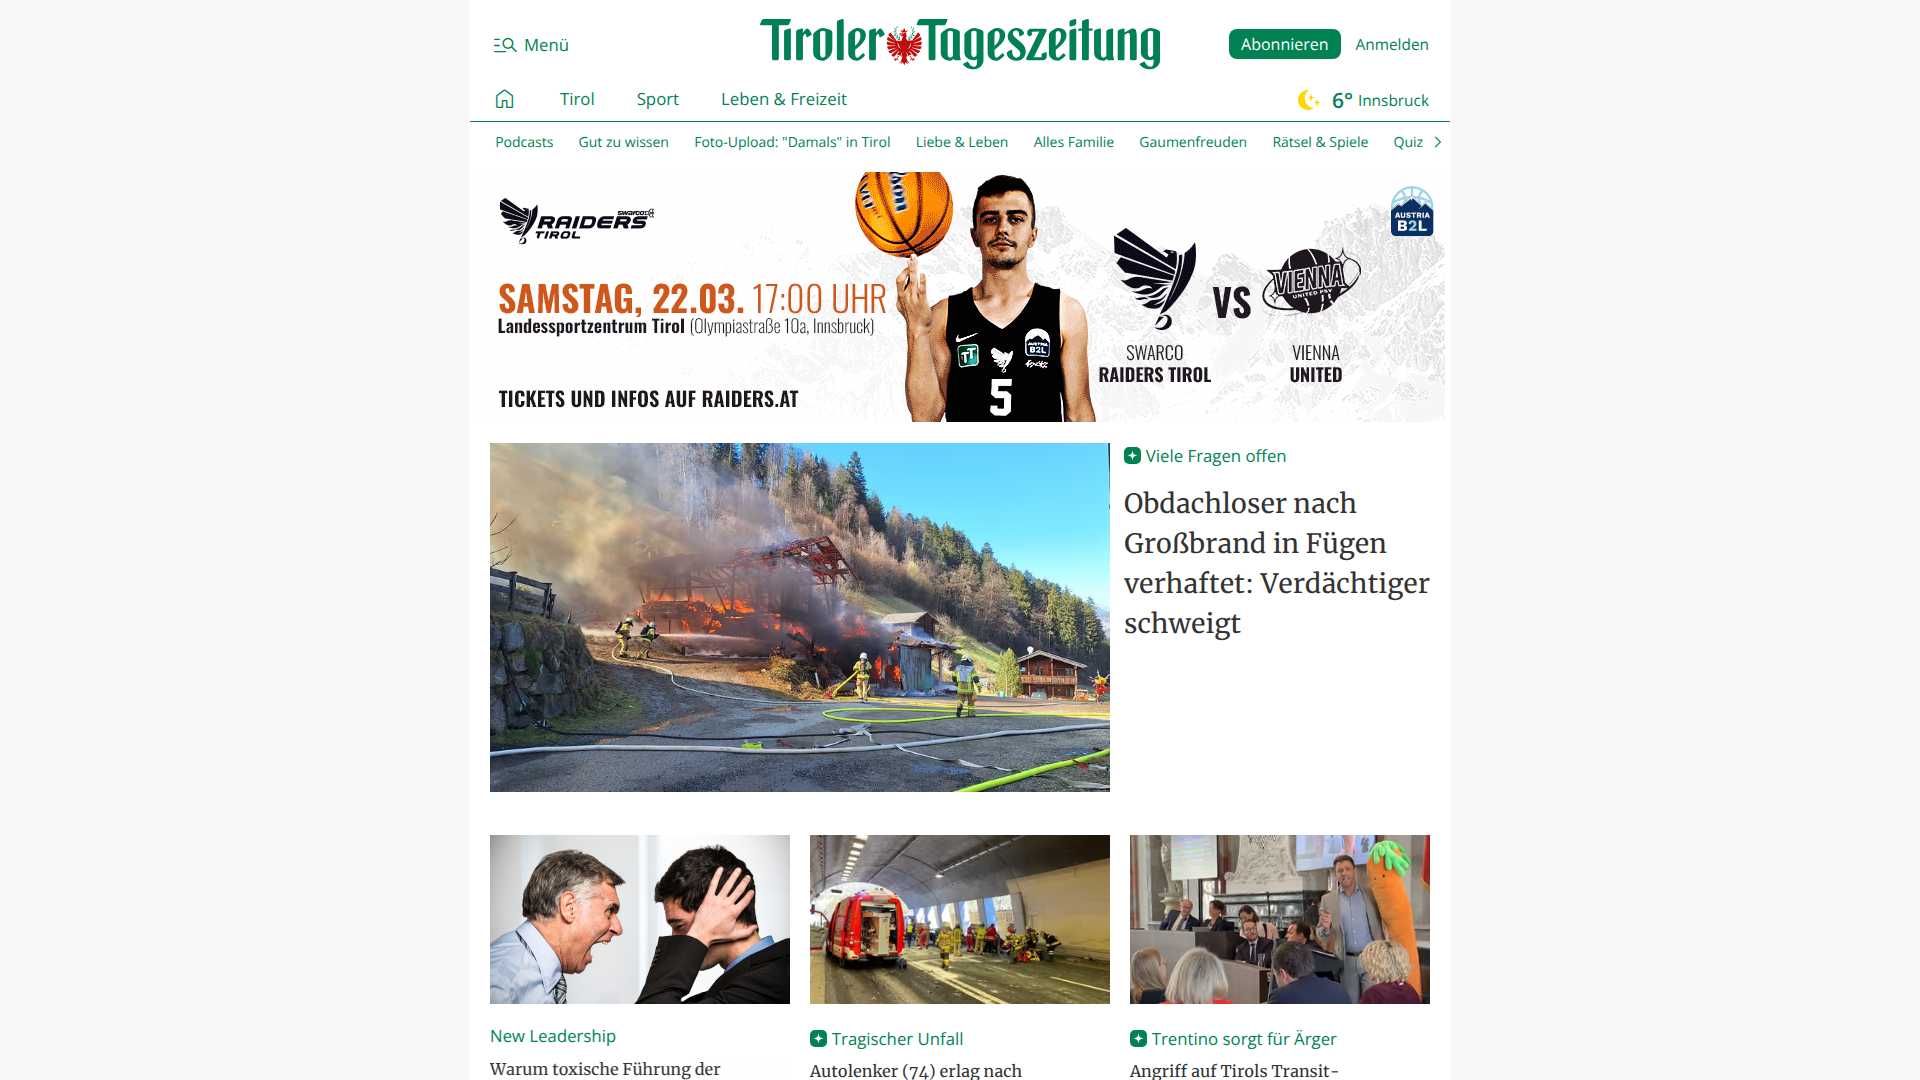 Menü
Tiroler Tageszeitung
Abonnieren
Anmelden
Tirol
Sport
Leben & Freizeit
6° Innsbruck
Podcasts
Gut zu wissen
Foto-Upload: "Damals" in Tirol
Liebe & Leben
Alles Familie
Gaumenfreuden
Rätsel & Spiele
Quiz
SWARCO
RAIDERS
TIROL
SAMSTAG, 22.03. 17:00 UHR
Landessportzentrum Tirol (Olympiastraße 10a, Innsbruck)
TICKETS UND INFOS AUF RAIDERS.AT
TT
AUSTRIA
B2L
5
VS
VIENNA
UNITED PSV
SWARCO
RAIDERS TIROL
VIENNA
UNITED
AUSTRIA
B2L
Viele Fragen offen
Obdachloser nach
Großbrand in Fügen
verhaftet: Verdächtiger
schweigt
New Leadership
Warum toxische Führung der
Tragischer Unfall
Autolenker (74) erlag nach
Trentino sorgt für Ärger
Angriff auf Tirols Transit-